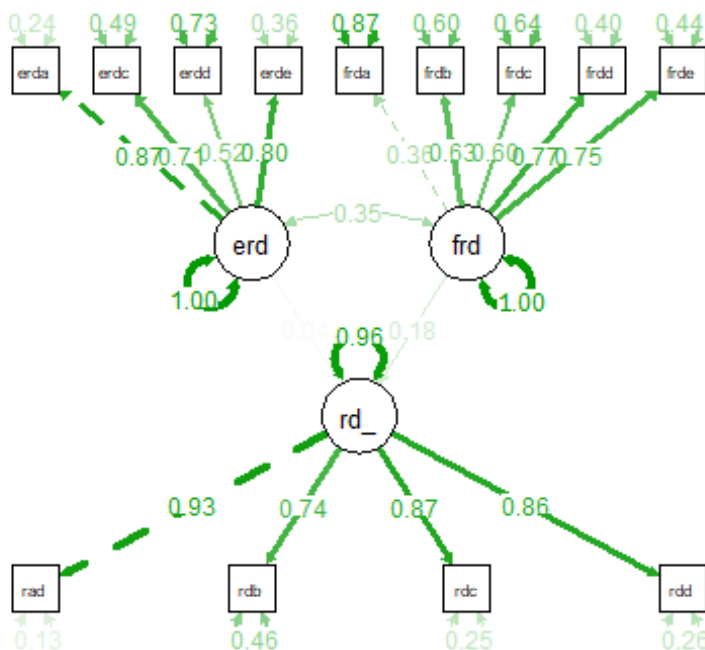 0.24 0.49 0.73 0.36 0.87 0.60 0.64 0.40 0.44
erda erdc erdd erde frda frdb frdc frdd frde
0.87 0.71 0.52 0.80 0.36 0.63 0.60 0.77 0.75
0.35
erd frd
1.00 1.00
0.04 0.96 0.18
rd_
0.93 0.74 0.87 0.86
rad rdb rdc rdd
0.13 0.46 0.25 0.26